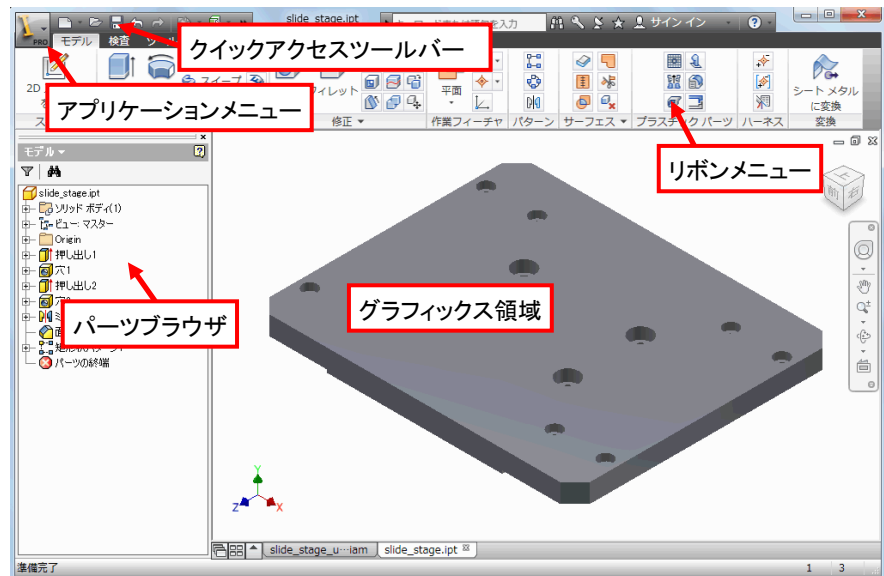 slide_stage.ipt
入力
サインイン
PRO
モデル
検査
クイックアクセスツールバー
スイープ
2D
フィレット
平面
シート メタル
に変換
アプリケーションメニュー
修正
作業フィーチャ
パターン
サーフェス
プラスチック パーツ
ハーネス
変換
リボンメニュー
モデル
slide_stage.ipt
ソリッド ボディ(1)
ビュー: マスター
Origin
押し出し1
穴1
押し出し2
パーツブラウザ
パーツの終端
グラフィックス領域
上
前
右
Y
Z
X
slide_stage_u…iam
slide_stage.ipt
準備完了
1
3